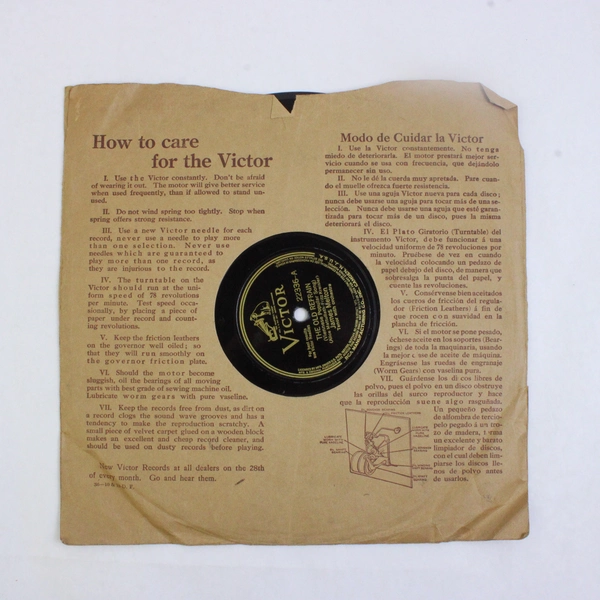 How to care
for the Victor
I. Use the Victor constantly. Don't be afraid
of wearing it out. The motor will give better service
when used frequently, than if allowed to stand un-
used.
II. Do not wind spring too tightly. Stop when
spring offers strong resistance.
III. Use a new Victor needle for each
record, never use a needle to play more
than one selection. Never use
needles which are guaranteed to
play more than one record, as
they are injurious to the record.
IV. The turntable on the
Victor should run at the uni-
form speed of 78 revolutions
per minute. Test speed occa-
sionally, by placing a piece of
paper under record and count-
ing revolutions.
V. Keep the friction leathers
on the governor well oiled; so
that they will run smoothly on
the governor friction plate.
VI. Should the motor become
sluggish, oil the bearings of all moving
parts with best grade of sewing machine oil.
Lubricate worm gears with pure vaseline.
VII. Keep the records free from dust, as dirt on
a record clogs the sound wave grooves and has a
tendency to make the reproduction scratchy. A
small piece of velvet carpet glued on a wooden block
makes an excellent and cheap record cleaner, and
should be used on dusty records before playing.
New Victor Records at all dealers on the 28th
of every month. Go and hear them.
Modo de Cuidar la Victor
I. Use la Victor constantemente. No tenga
miedo de deteriorarla. El motor prestará mejor ser-
vicio cuando se usa con frecuencia, que dejándolo
permanecer sin uso.
II. No le dé la cuerda muy apretada. Pare cuan-
do el muelle ofrezca fuerte resistencia.
III. Use una aguja Victor nueva para cada disco;
nunca debe usarse una aguja para tocar más de una se-
lección. Nunca debe usarse una aguja que esté garanti-
zada para tocar más de un disco, pues la misma
deteriorará el disco.
IV. El Plato Giratorio (Turntable) del
instrumento Victor, debe funcionar á una
velocidad uniforme de 78 revoluciones por
minuto. Pruébese de vez en cuando
la velocidad colocando un pedazo de
papel debajo del disco, de manera que
sobresalga la punta del papel, y
cuente las revoluciones.
V. Consérvense bien aceitados
los cueros de fricción del regula-
dor (Friction Leathers) á fin de
que rocen con suavidad en la
plancha de fricción.
VI. Si el motor se pone pesado,
échese aceite en los soportes (Bear-
ings) de toda la maquinaria, usando
la mejor clase de aceite de máquina.
Engrásense las ruedas de engranaje
(Worm Gears) con vaselina pura.
VII. Guárdense los discos libres de
polvo, pues el polvo en un disco obstruye
las orillas del surco reproductor y hace
que la reproducción suene algo rasgueada.
Un pequeño pedazo
de alfombra de tercio-
pelo pegado á un tro-
zo de madera, forma
un excelente y barato
limpiador de discos,
con el cual deben lim-
piarse los discos lle-
nos de polvo antes
de usarlos.
VICTOR
22336-A
THE OLD REFRAIN
James Melton